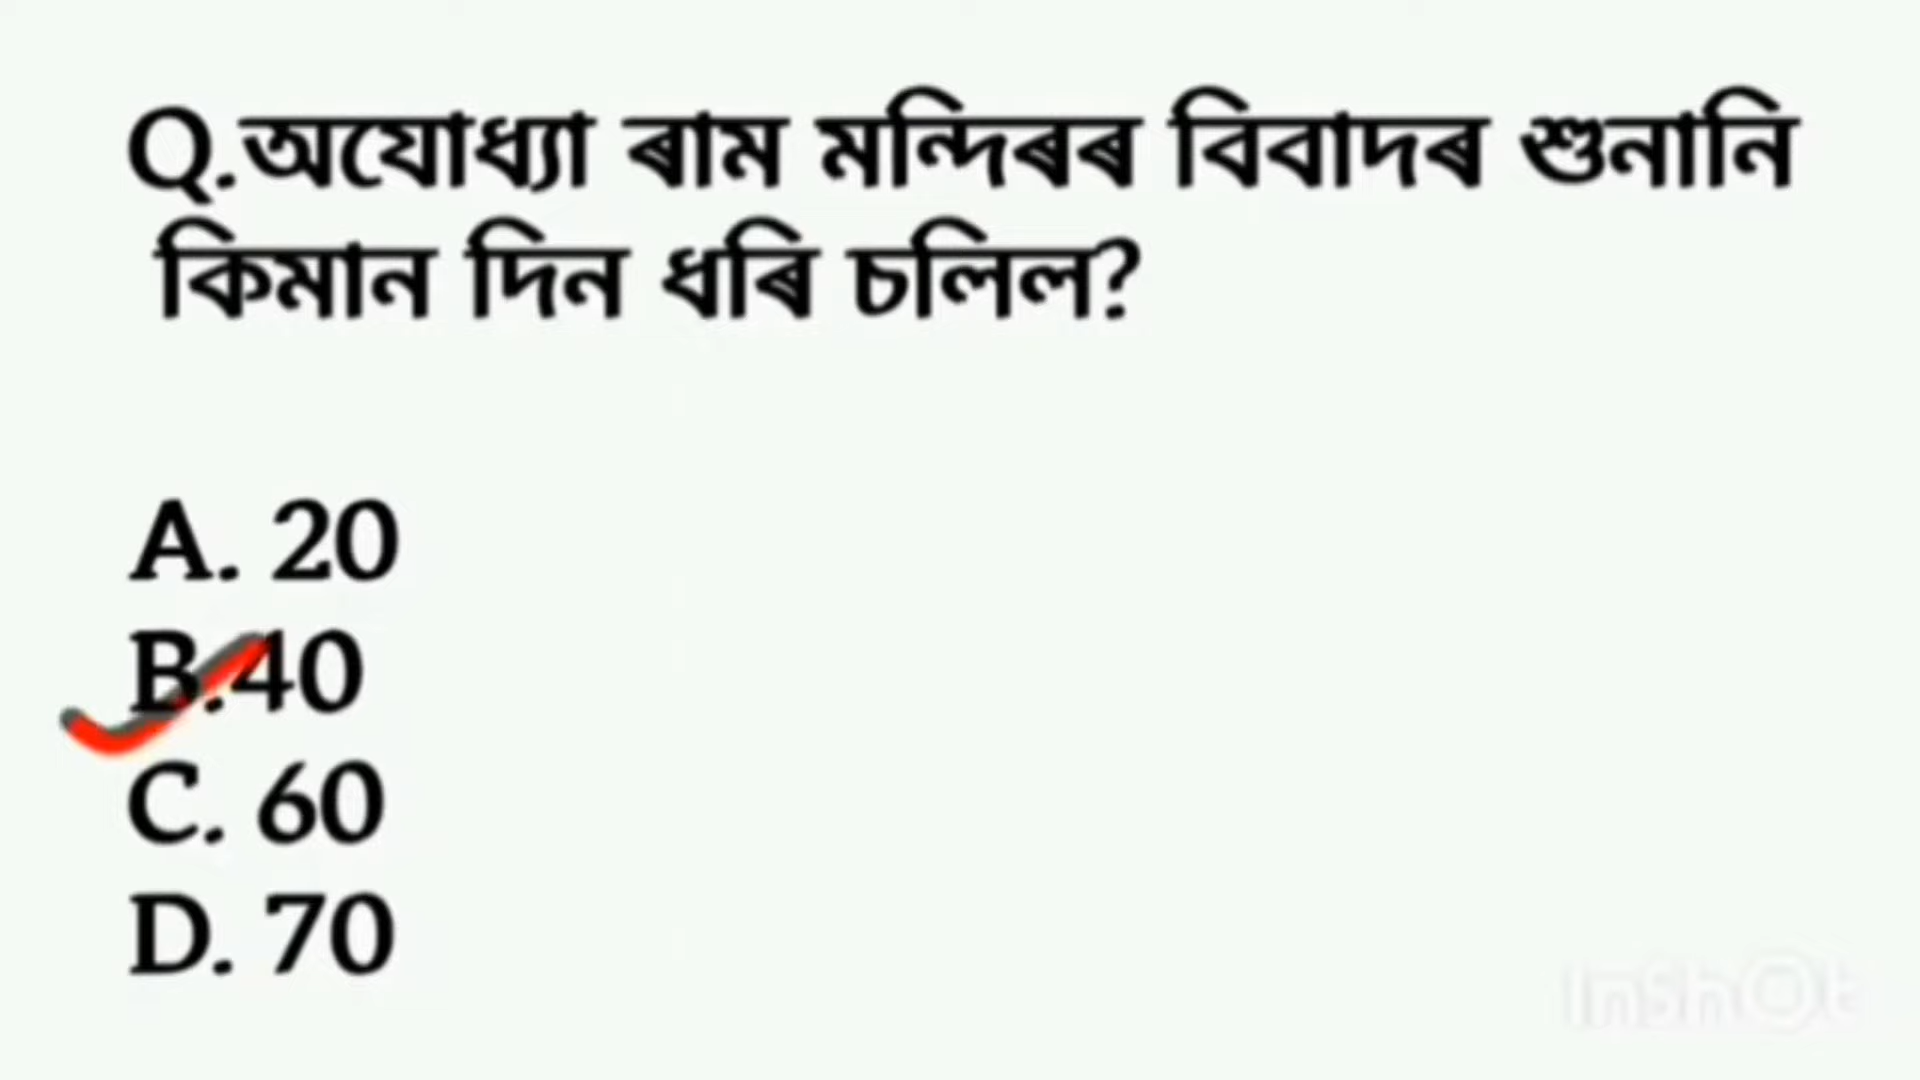 Q.অযোধ্যা ৰাম মন্দিৰৰ বিবাদৰ শুনানি
কিমান দিন ধৰি চলিল?
A. 20
B.40
C. 60
D. 70
InShOt